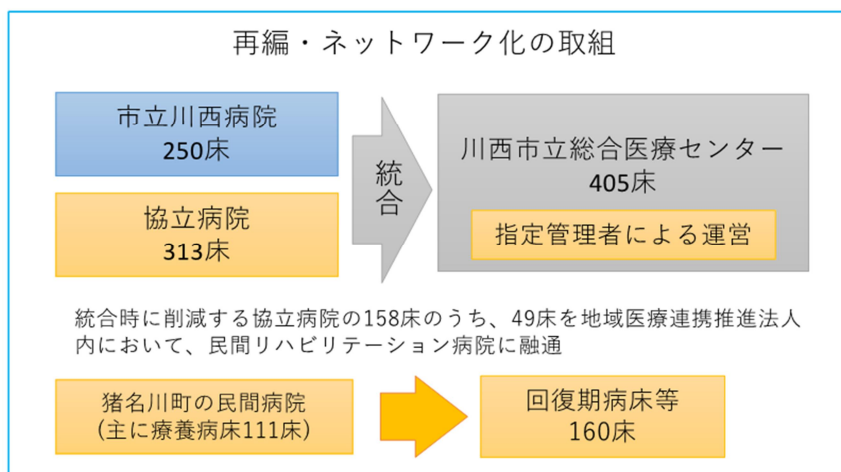 再編・ネットワーク化の取組
市立川西病院
250床
協立病院
313床
統合
川西市立総合医療センター
405床
指定管理者による運営
統合時に削減する協立病院の158床のうち、49床を地域医療連携推進法人
内において、民間リハビリテーション病院に融通
猪名川町の民間病院
(主に療養病床111床)
回復期病床等
160床